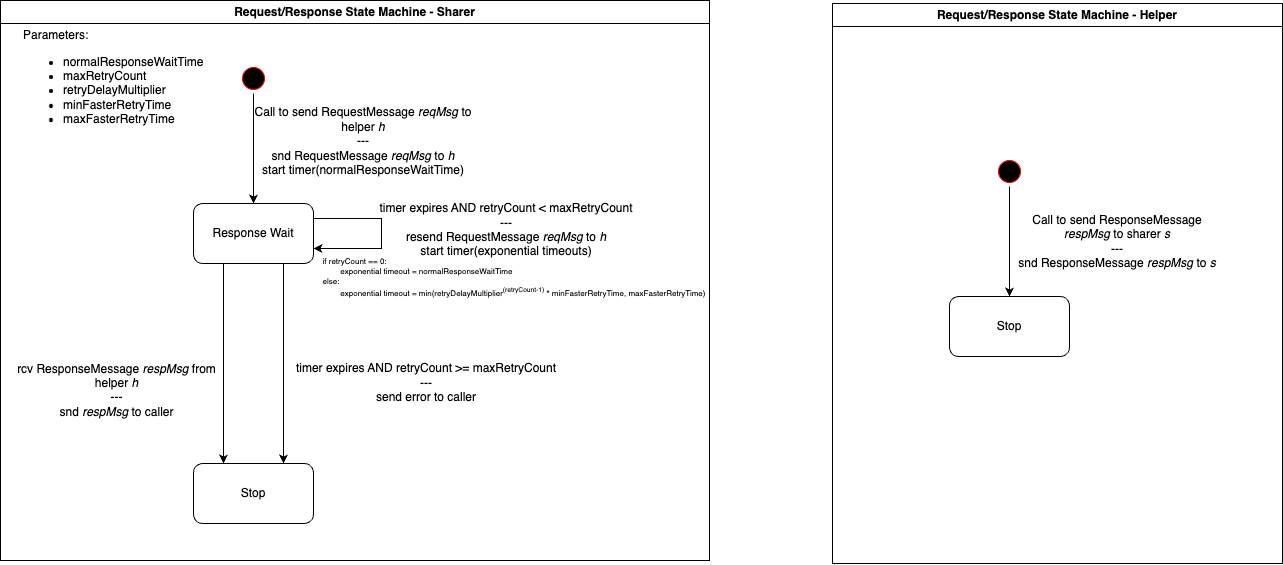 Request/Response State Machine - Sharer
Parameters:
• normalResponseWaitTime
• maxRetryCount
• retryDelayMultiplier
• minFasterRetryTime
• maxFasterRetryTime
Call to send RequestMessage reqMsg to
helper h
---
snd RequestMessage reqMsg to h
start timer(normalResponseWaitTime)
Response Wait
timer expires AND retryCount < maxRetryCount
---
resend RequestMessage reqMsg to h
start timer(exponential timeouts)
if retryCount == 0:
exponential timeout = normalResponseWaitTime
else:
exponential timeout = min(retryDelayMultiplier^(retryCount-1) * minFasterRetryTime, maxFasterRetryTime)
rcv ResponseMessage respMsg from
helper h
---
snd respMsg to caller
timer expires AND retryCount >= maxRetryCount
---
send error to caller
Stop
Request/Response State Machine - Helper
Call to send ResponseMessage
respMsg to sharer s
---
snd ResponseMessage respMsg to s
Stop